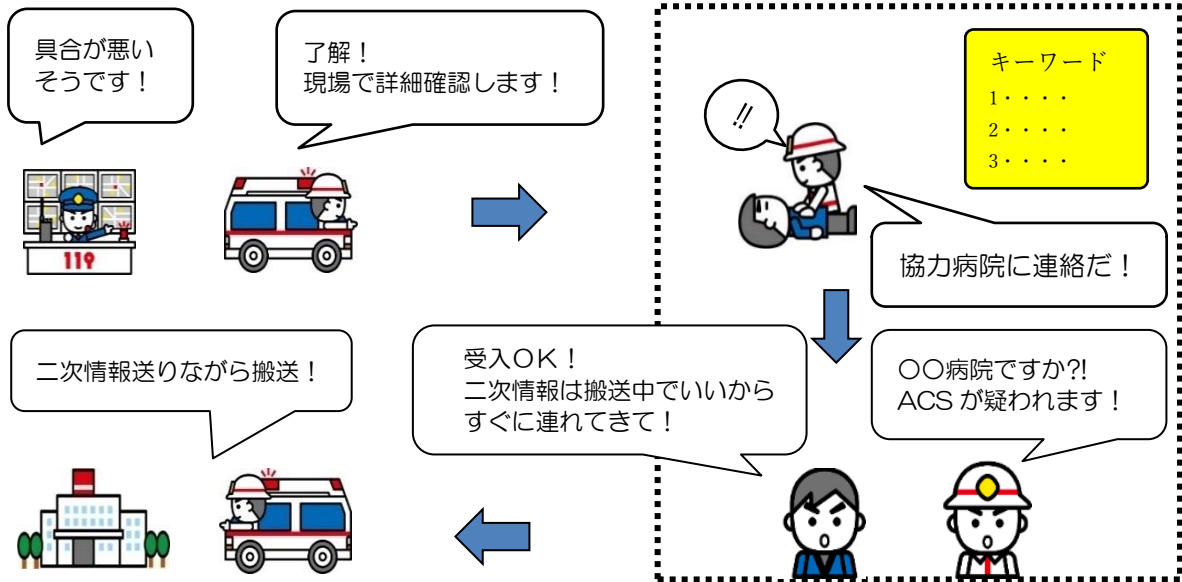 具合が悪い
そうです！
119
了解！
現場で詳細確認します！
!!
キーワード
1・・・・
2・・・・
3・・・・
協力病院に連絡だ！
〇〇病院ですか?!
ACS が疑われます！
受入OK！
二次情報は搬送中でいいから
すぐに連れてきて！
二次情報送りながら搬送！